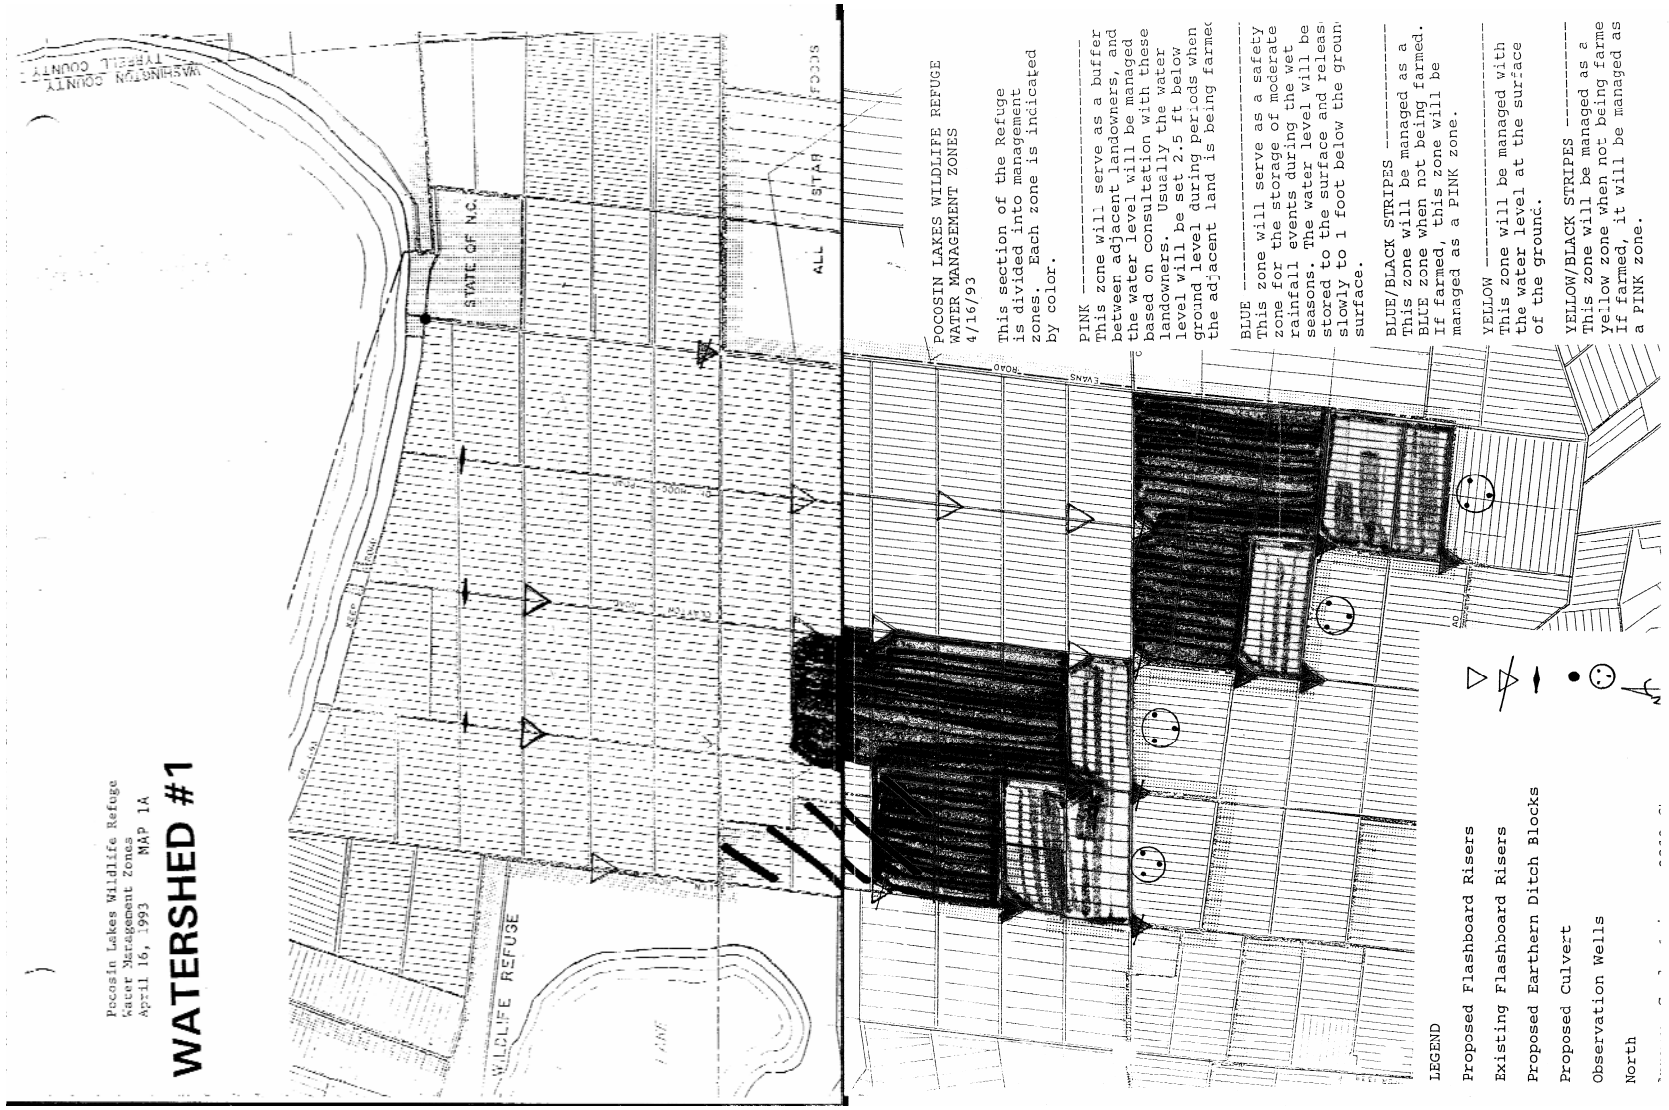 Pocosin Lakes Wildlife Refuge
Water Management Zones
April 16, 1993 MAP 1A
WATERSHED #1
WASHINGTON COUNTY
TYRRELL COUNTY
STATE OF N.C.
ALL STAR FOODS
WILDLIFE REFUGE
LAKE
EVANS ROAD
POCOSIN LAKES WILDLIFE REFUGE
WATER MANAGEMENT ZONES
4/16/93
This section of the Refuge
is divided into management
zones. Each zone is indicated
by color.
PINK ----------------
This zone will serve as a buffer
between adjacent landowners, and
the water level will be managed
based on consultation with these
landowners. Usually the water
level will be set 2.5 ft below
ground level during periods when
the adjacent land is being farmed
BLUE ----------------
This zone will serve as a safety
zone for the storage of moderate
rainfall events during the wet
seasons. The water level will be
stored to the surface and releas
slowly to 1 foot below the groun
surface.
BLUE/BLACK STRIPES --------------
This zone will be managed as a
BLUE zone when not being farmed.
If farmed, this zone will be
managed as a PINK zone.
YELLOW ----------------
This zone will be managed with
the water level at the surface
of the ground.
YELLOW/BLACK STRIPES ------------
This zone will be managed as a
yellow zone when not being farme
If farmed, it will be managed as
a PINK zone.
LEGEND
Proposed Flashboard Risers
Existing Flashboard Risers
Proposed Earthern Ditch Blocks
Proposed Culvert
Observation Wells
North
N